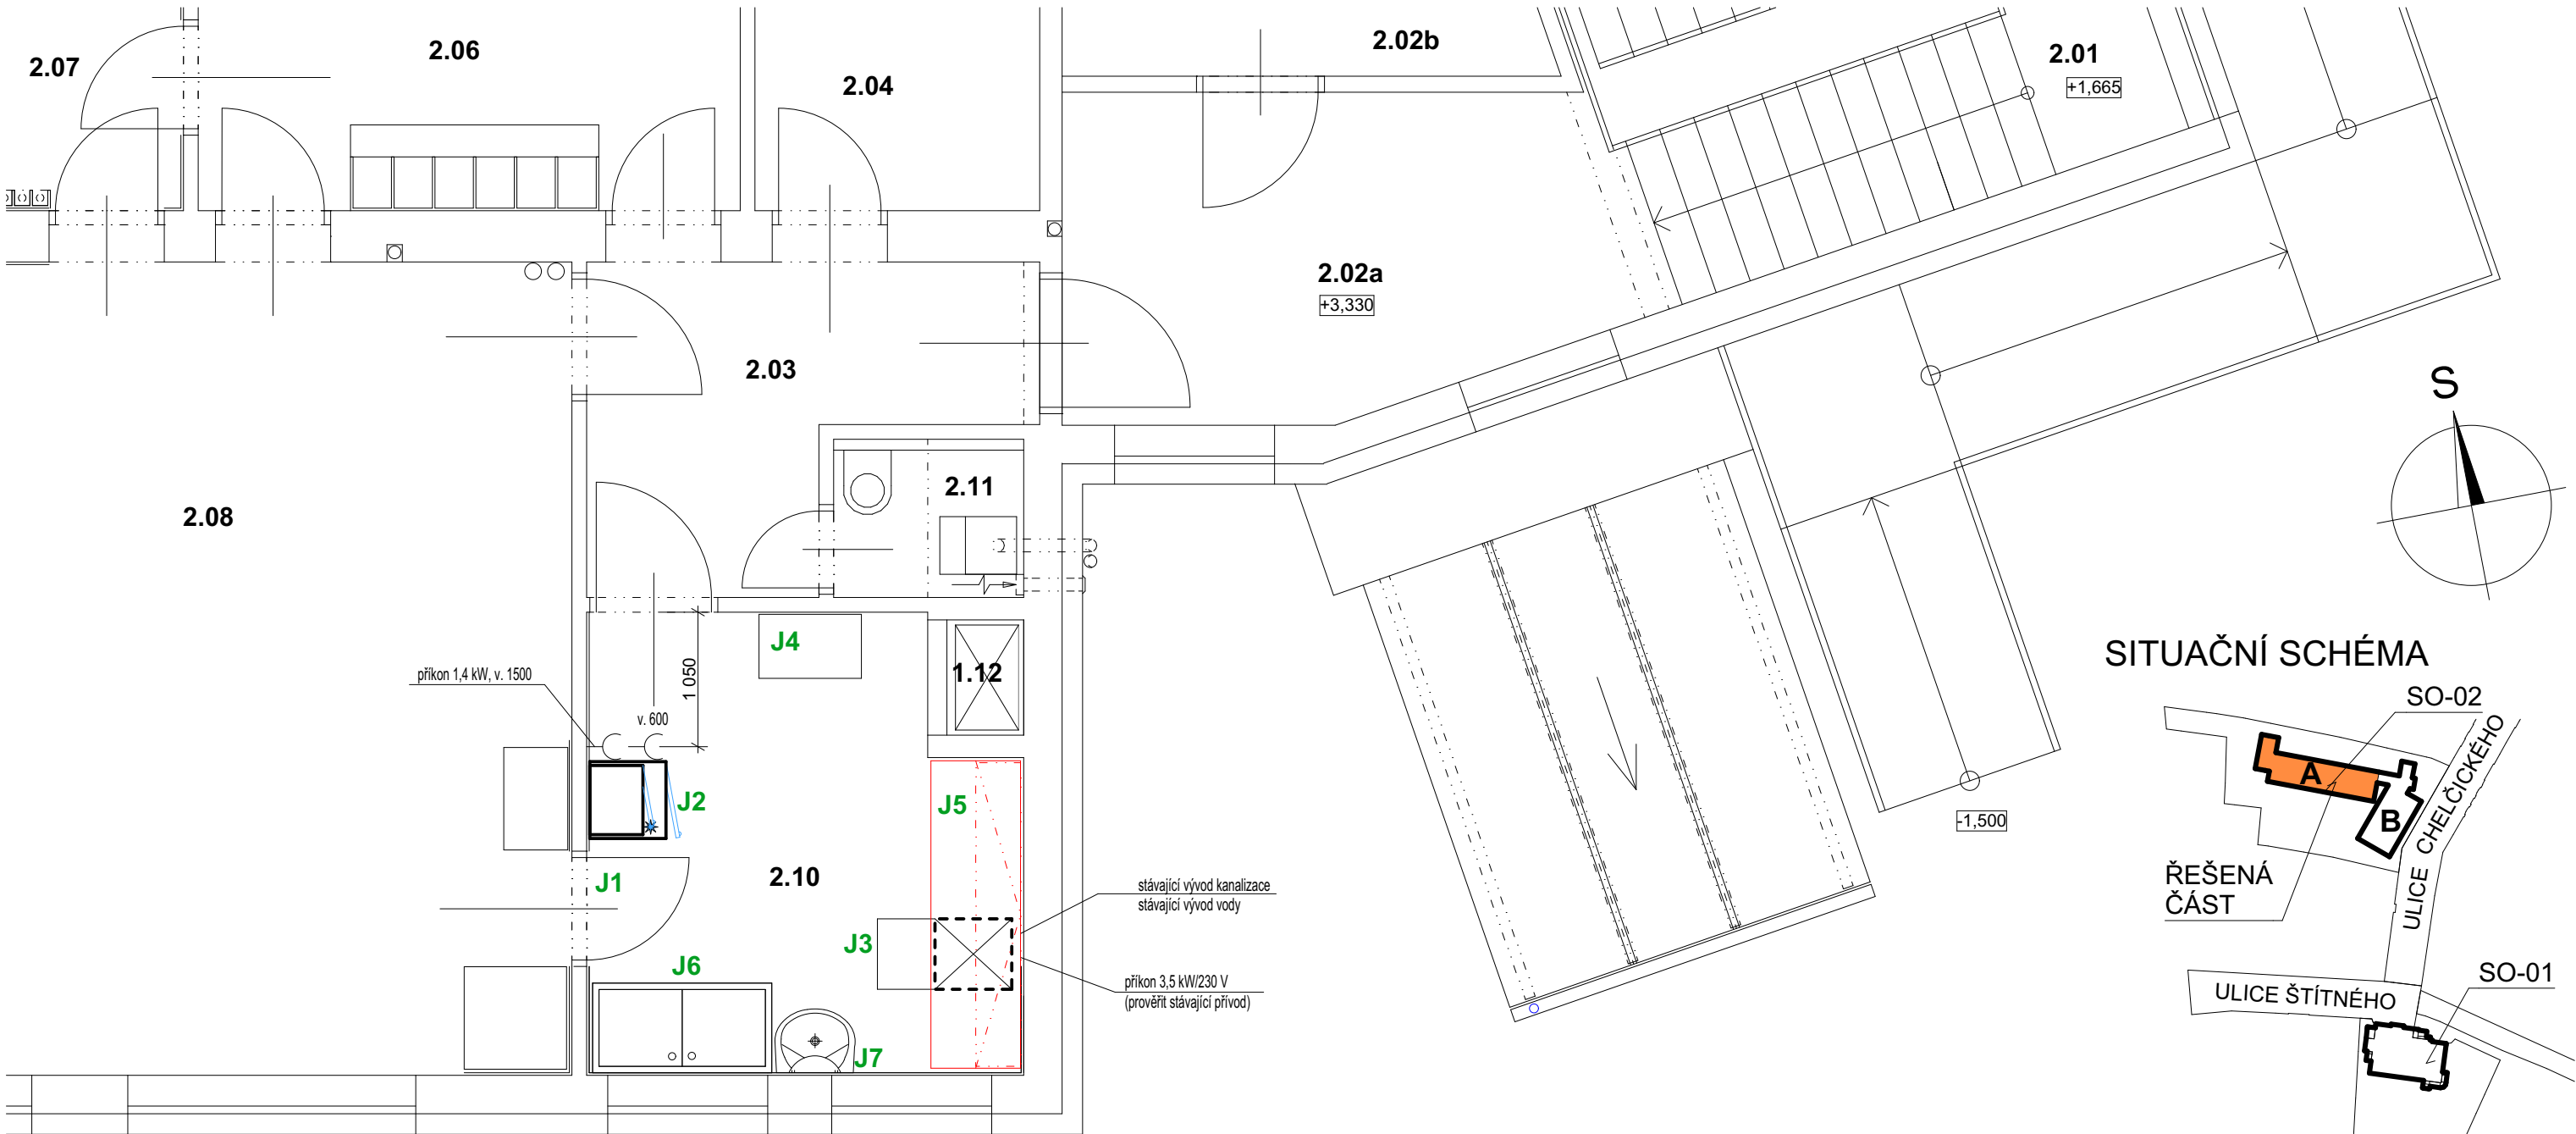 2.07
2.06
2.04
2.02b
2.01
+1,665
2.02a
+3,330
2.03
S
2.08
2.11
SITUAČNÍ SCHÉMA
J4
1.12
příkon 1,4 kW, v. 1500
1 050
v. 600
SO-02
J2
J5
A
B
-1,500
ULICE CHELČICKÉHO
J1
2.10
stávající vývod kanalizace
stávající vývod vody
ŘEŠENÁ
ČÁST
J3
J6
příkon 3,5 kW/230 V
(prověřit stávající přívod)
SO-01
ULICE ŠTÍTNÉHO
J7